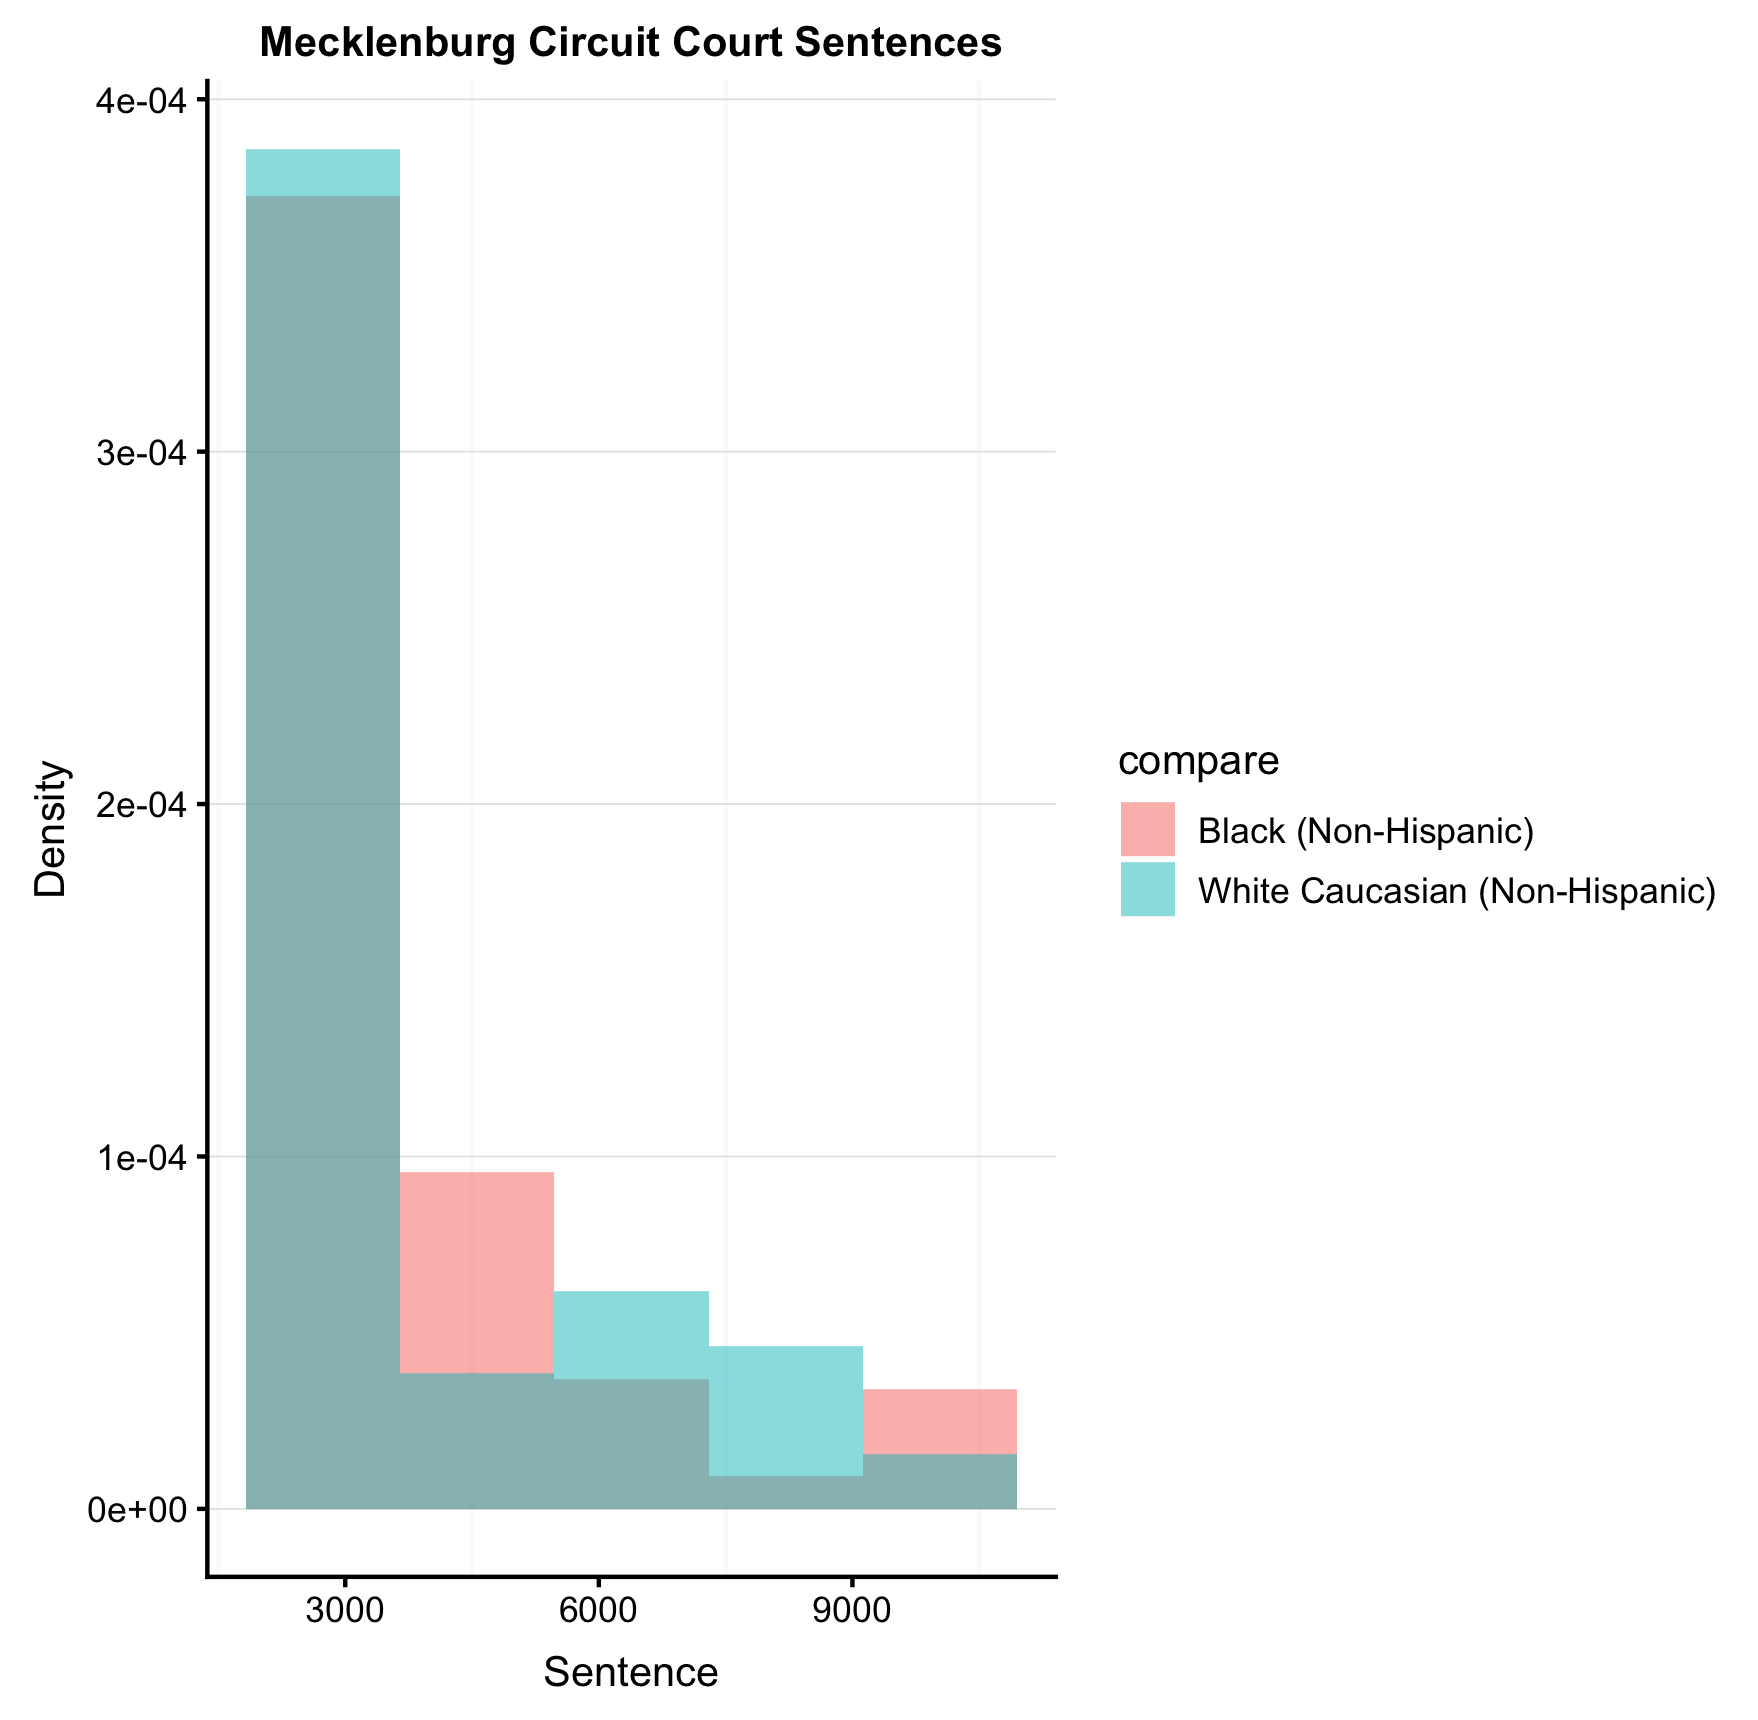 Mecklenburg Circuit Court Sentences
4e-04
3e-04
2e-04
1e-04
0e+00
Density
3000 6000 9000
Sentence
compare
Black (Non-Hispanic)
White Caucasian (Non-Hispanic)